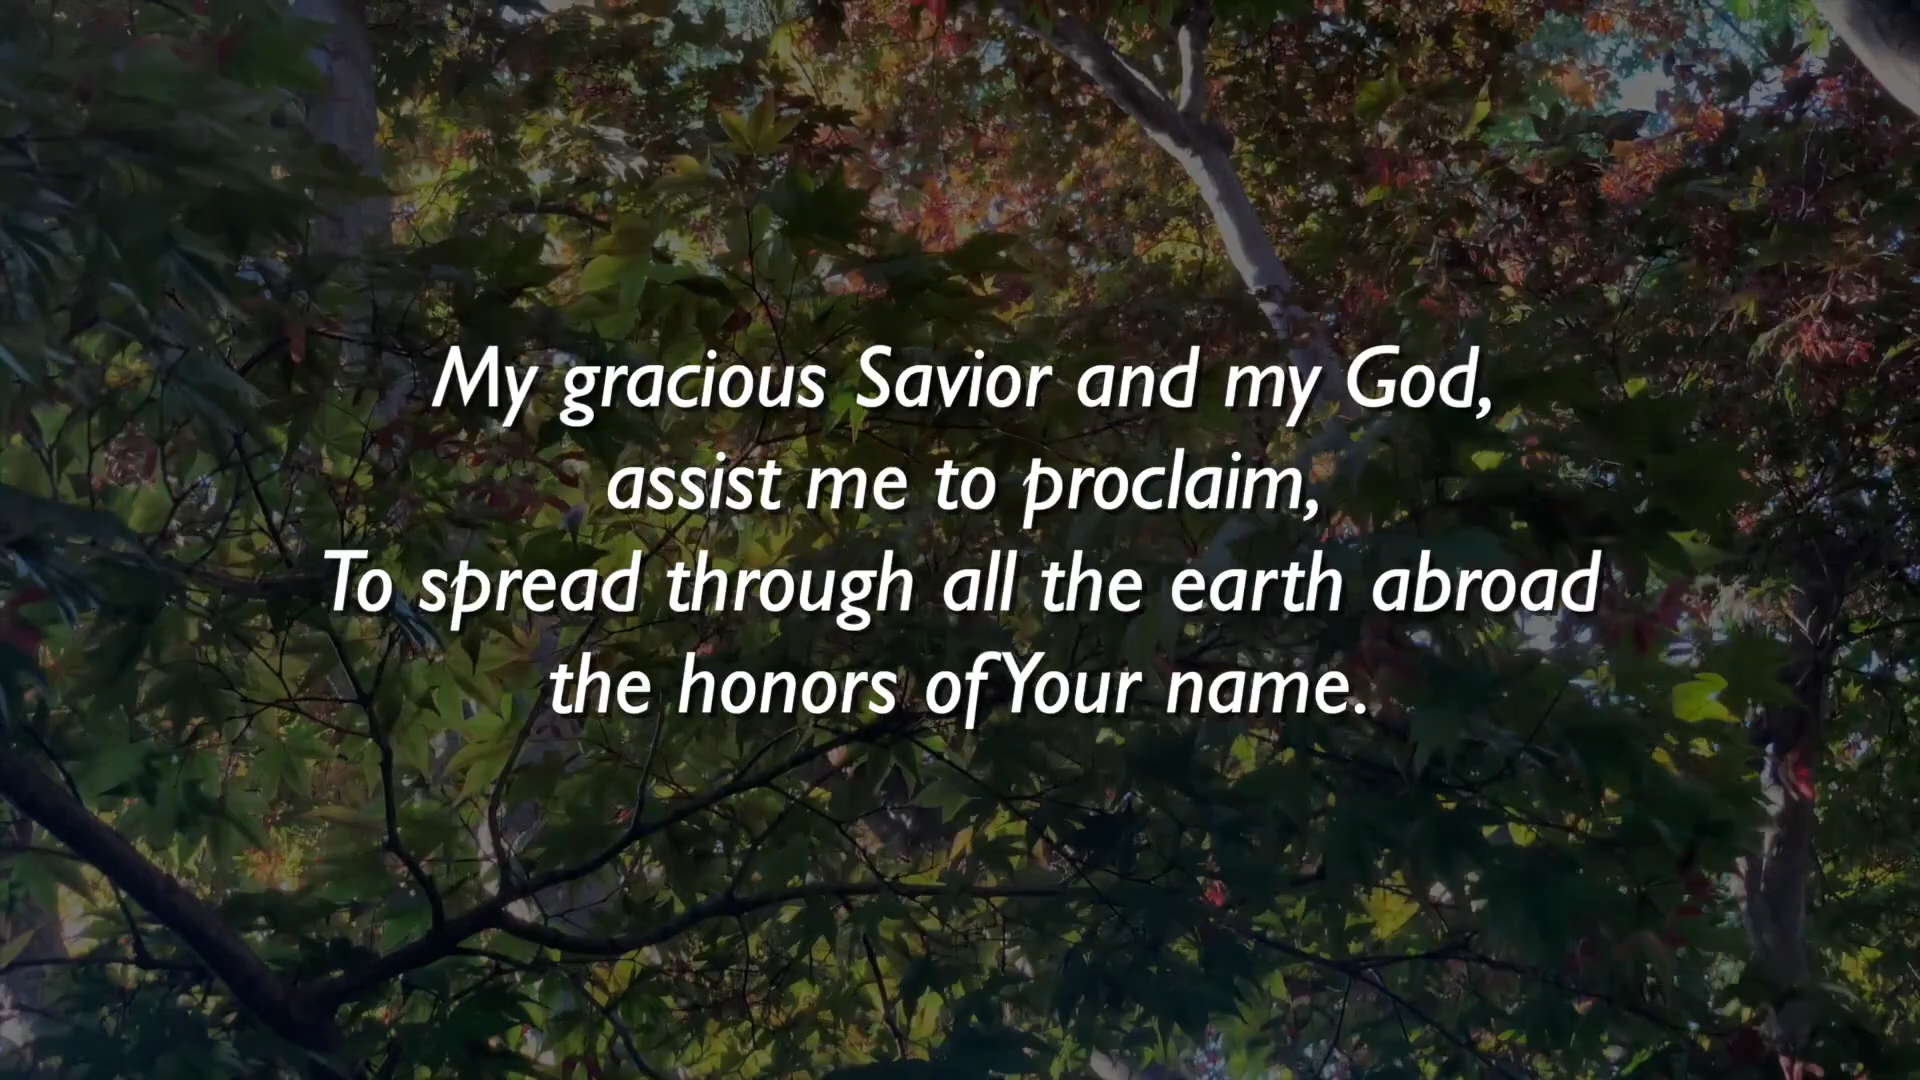 My gracious Savior and my God,
assist me to proclaim,
To spread through all the earth abroad
the honors of Your name.